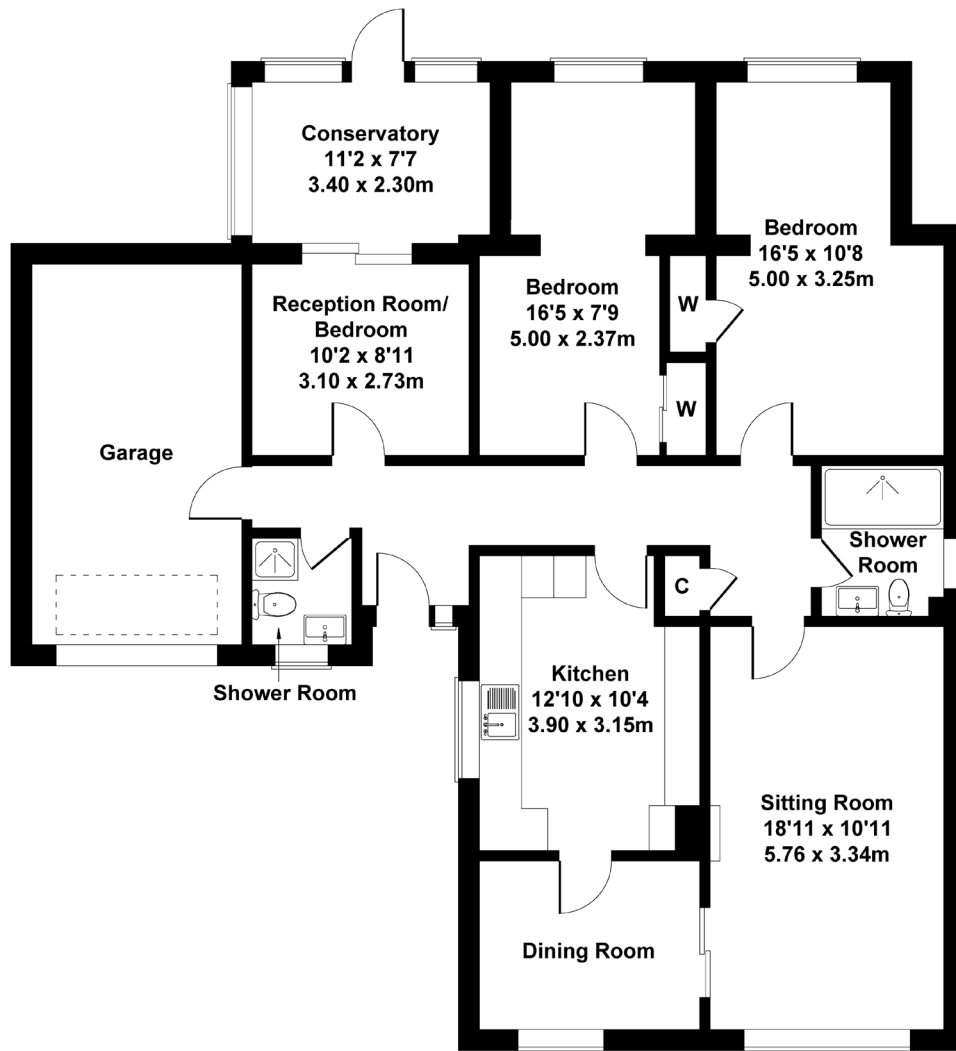 Conservatory
11'2 x 7'7
3.40 x 2.30m
Bedroom
16'5 x 10'8
5.00 x 3.25m
Bedroom
16'5 x 7'9
5.00 x 2.37m
W
W
Reception Room/
Bedroom
10'2 x 8'11
3.10 x 2.73m
Garage
Shower
Room
C
Shower Room
Kitchen
12'10 x 10'4
3.90 x 3.15m
Sitting Room
18'11 x 10'11
5.76 x 3.34m
Dining Room